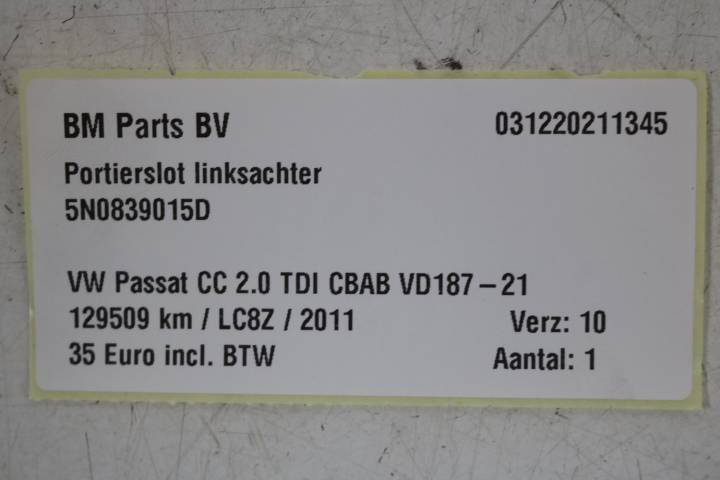 BM Parts BV 031220211345
Portierslot linksachter
5N0839015D
VW Passat CC 2.0 TDI CBAB VD187-21
129509 km / LC8Z / 2011 Verz: 10
35 Euro incl. BTW Aantal: 1